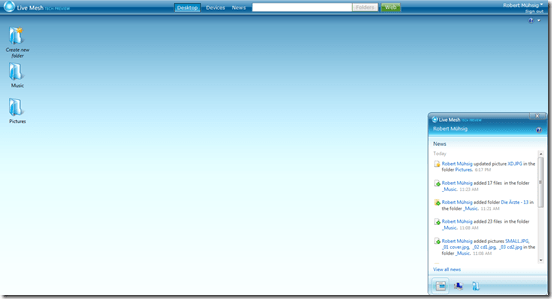 Live Mesh TECH PREVIEW
Desktop Devices News Folders Web
Robert Mühsig
Sign out
Create new
folder
Music
Pictures
Live Mesh TECH PREVIEW
Robert Mühsig
News
Today
Robert Mühsig updated picture XD.JPG in the
folder Pictures. 4:17 PM
Robert Mühsig added 17 files in the folder
_Music. 11:23 AM
Robert Mühsig added folder Die Ärzte - 13 in
the folder _Music. 11:21 AM
Robert Mühsig added 23 files in the folder
_Music. 11:08 AM
Robert Mühsig added pictures SMALL.JPG,
_01 cover.jpg, _02 cd1.jpg, _03 cd2.jpg in
the folder _Music. 11:08 AM
View all news